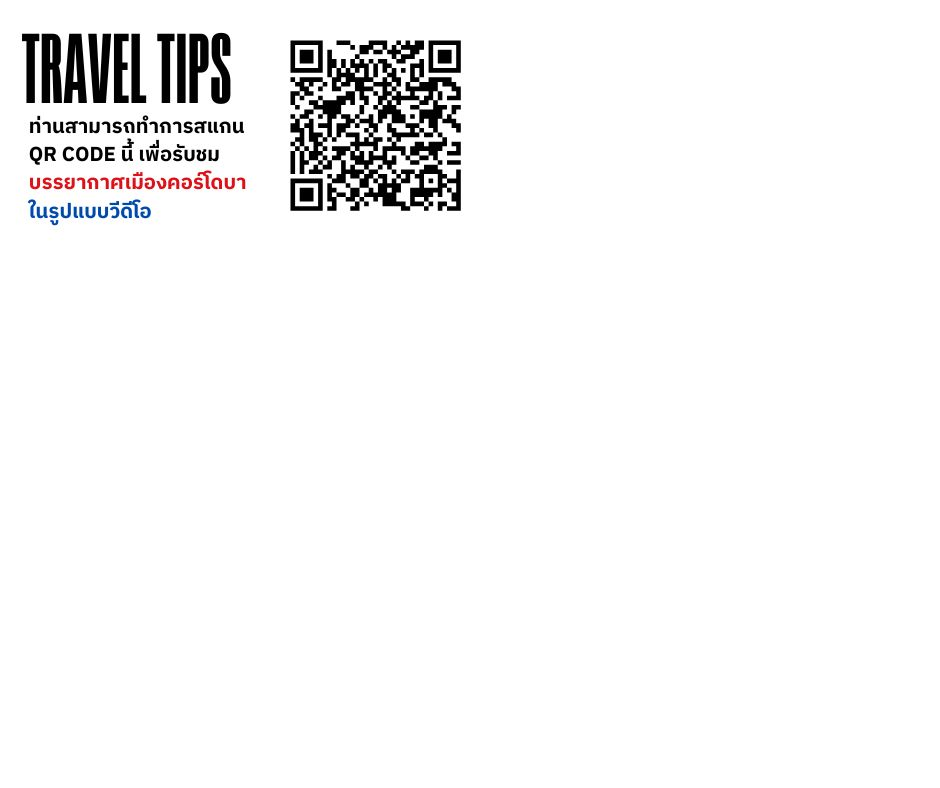 TRAVEL TIPS
ท่านสามารถทำการสแกน
QR CODE นี้ เพื่อรับชม
บรรยากาศเมืองคอร์โดบา
ในรูปแบบวีดีโอ